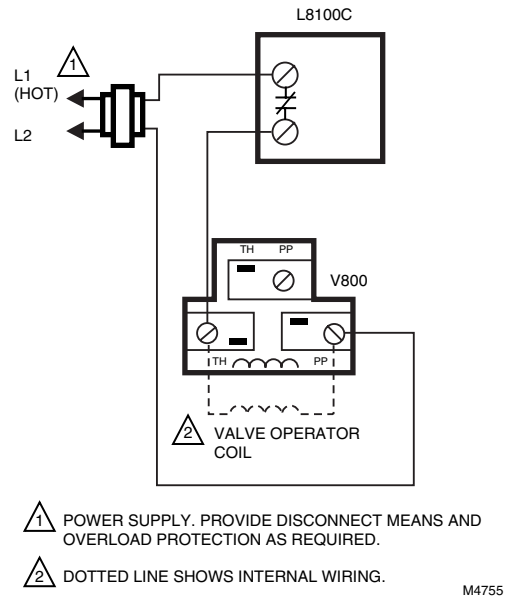 L8100C
1
L1
(HOT)
L2
TH PP
V800
TH PP
2
VALVE OPERATOR
COIL
1 POWER SUPPLY. PROVIDE DISCONNECT MEANS AND
OVERLOAD PROTECTION AS REQUIRED.
2 DOTTED LINE SHOWS INTERNAL WIRING.
M4755